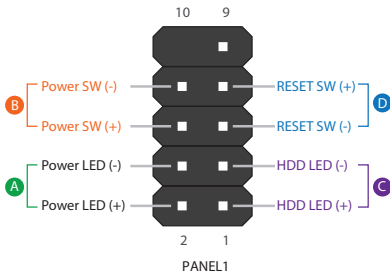 10 9
Power SW (-) RESET SW (+)
B D
Power SW (+) RESET SW (-)
Power LED (-) HDD LED (-)
A C
Power LED (+) HDD LED (+)
2 1
PANEL1